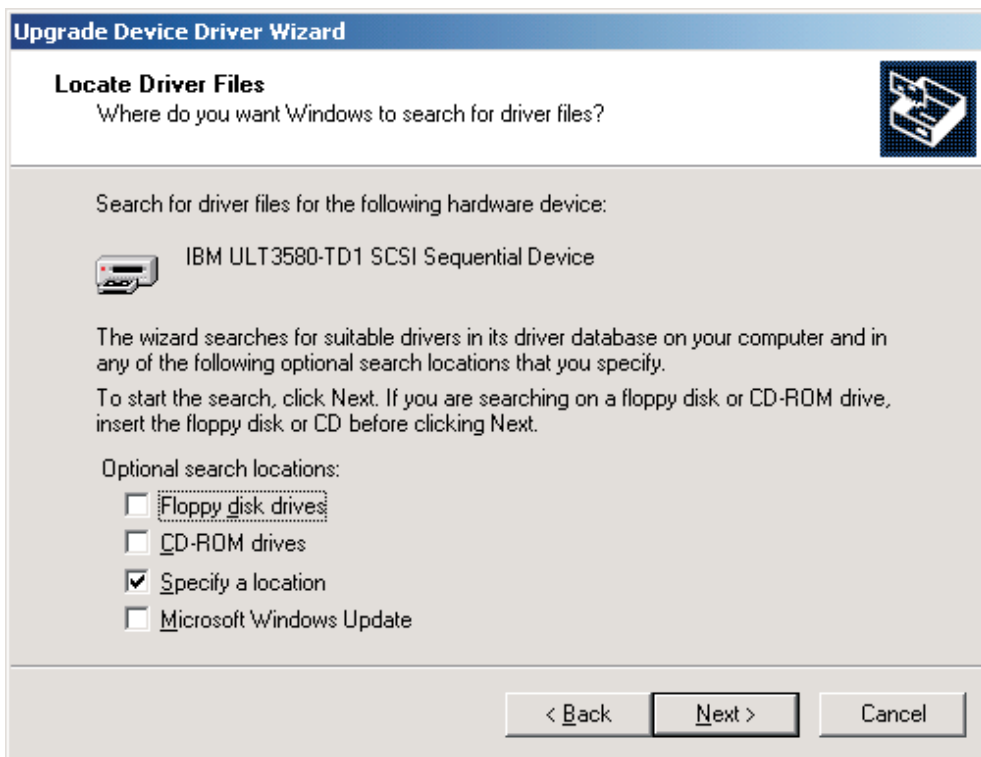 Upgrade Device Driver Wizard
Locate Driver Files
Where do you want Windows to search for driver files?
Search for driver files for the following hardware device:
IBM ULT3580-TD1 SCSI Sequential Device
The wizard searches for suitable drivers in its driver database on your computer and in
any of the following optional search locations that you specify.
To start the search, click Next. If you are searching on a floppy disk or CD-ROM drive,
insert the floppy disk or CD before clicking Next.
Optional search locations:
Floppy disk drives
CD-ROM drives
Specify a location
Microsoft Windows Update
< Back Next > Cancel